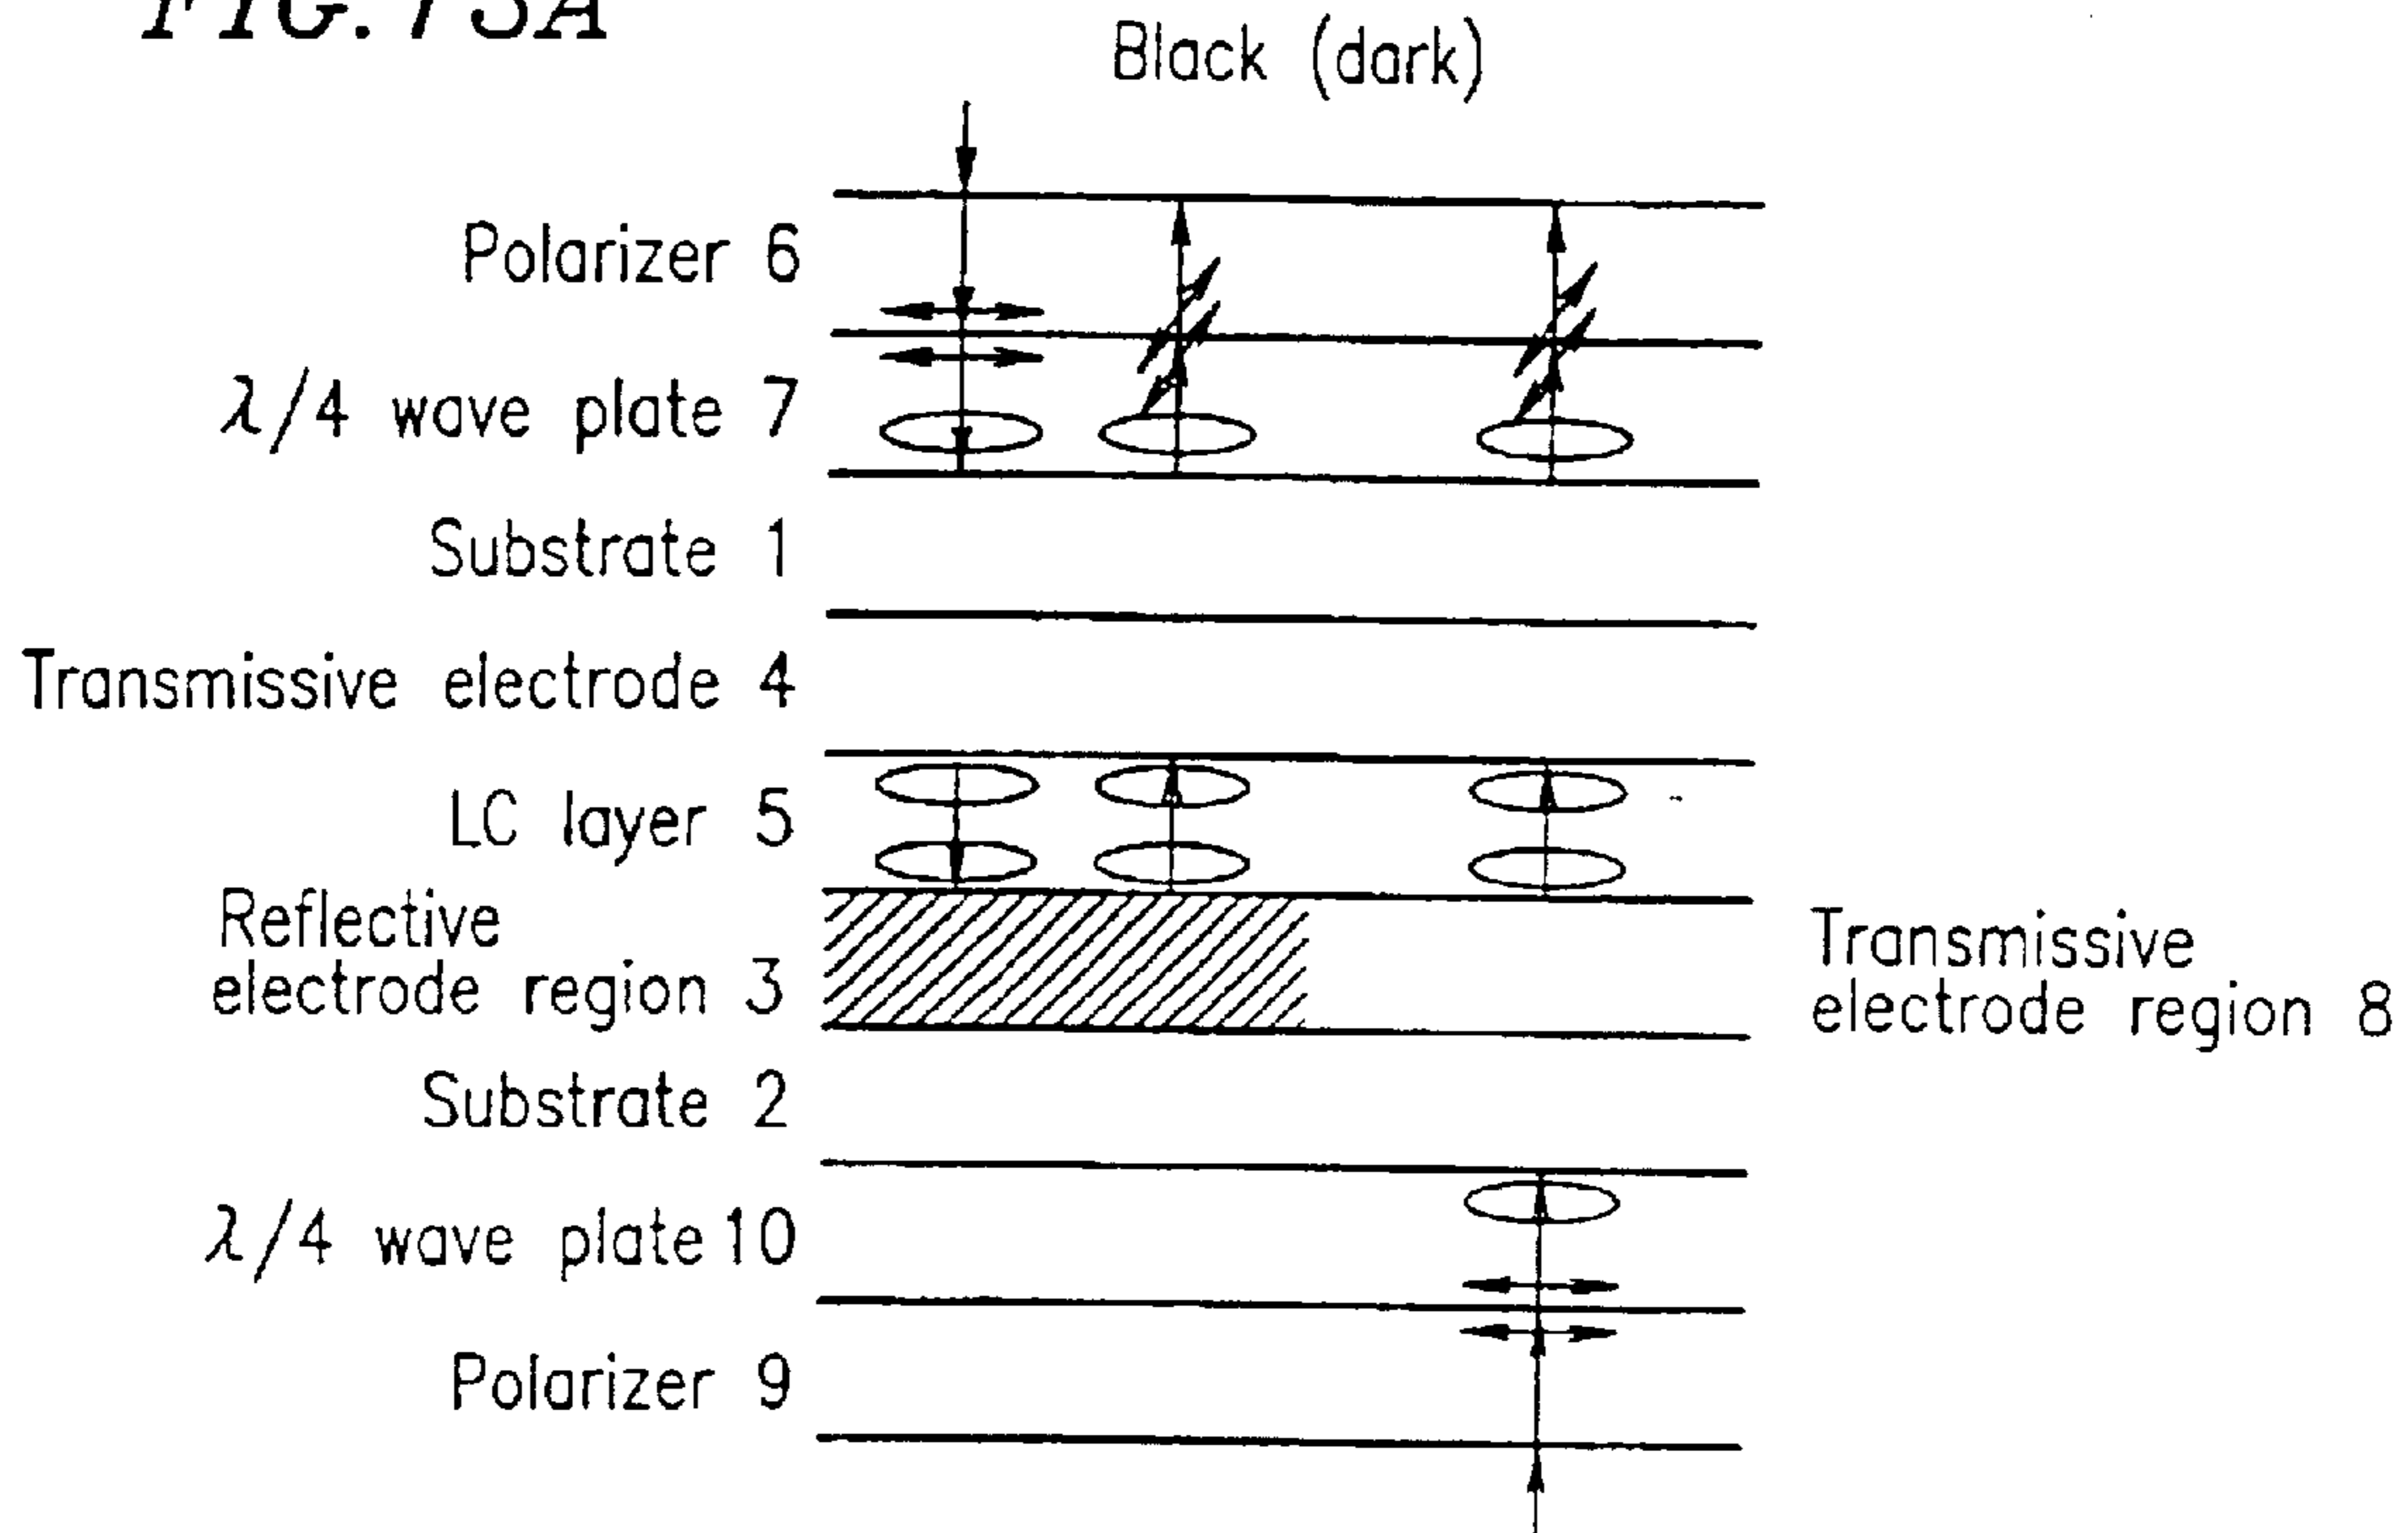 FIG. 13A
Black (dark)
Polarizer 6
λ/4 wave plate 7
Substrate 1
Transmissive electrode 4
LC layer 5
Reflective
electrode region 3
Transmissive
electrode region 8
Substrate 2
λ/4 wave plate 10
Polarizer 9